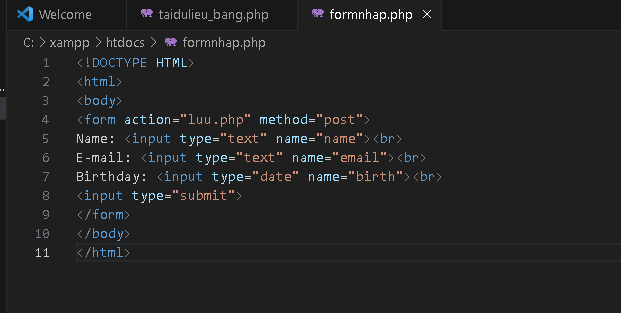 Welcome taidulieu_bang.php formnhap.php
C: > xampp > htdocs > formnhap.php
1 <!DOCTYPE HTML>
2 <html>
3 <body>
4 <form action="luu.php" method="post">
5 Name: <input type="text" name="name"><br>
6 E-mail: <input type="text" name="email"><br>
7 Birthday: <input type="date" name="birth"><br>
8 <input type="submit">
9 </form>
10 </body>
11 </html>